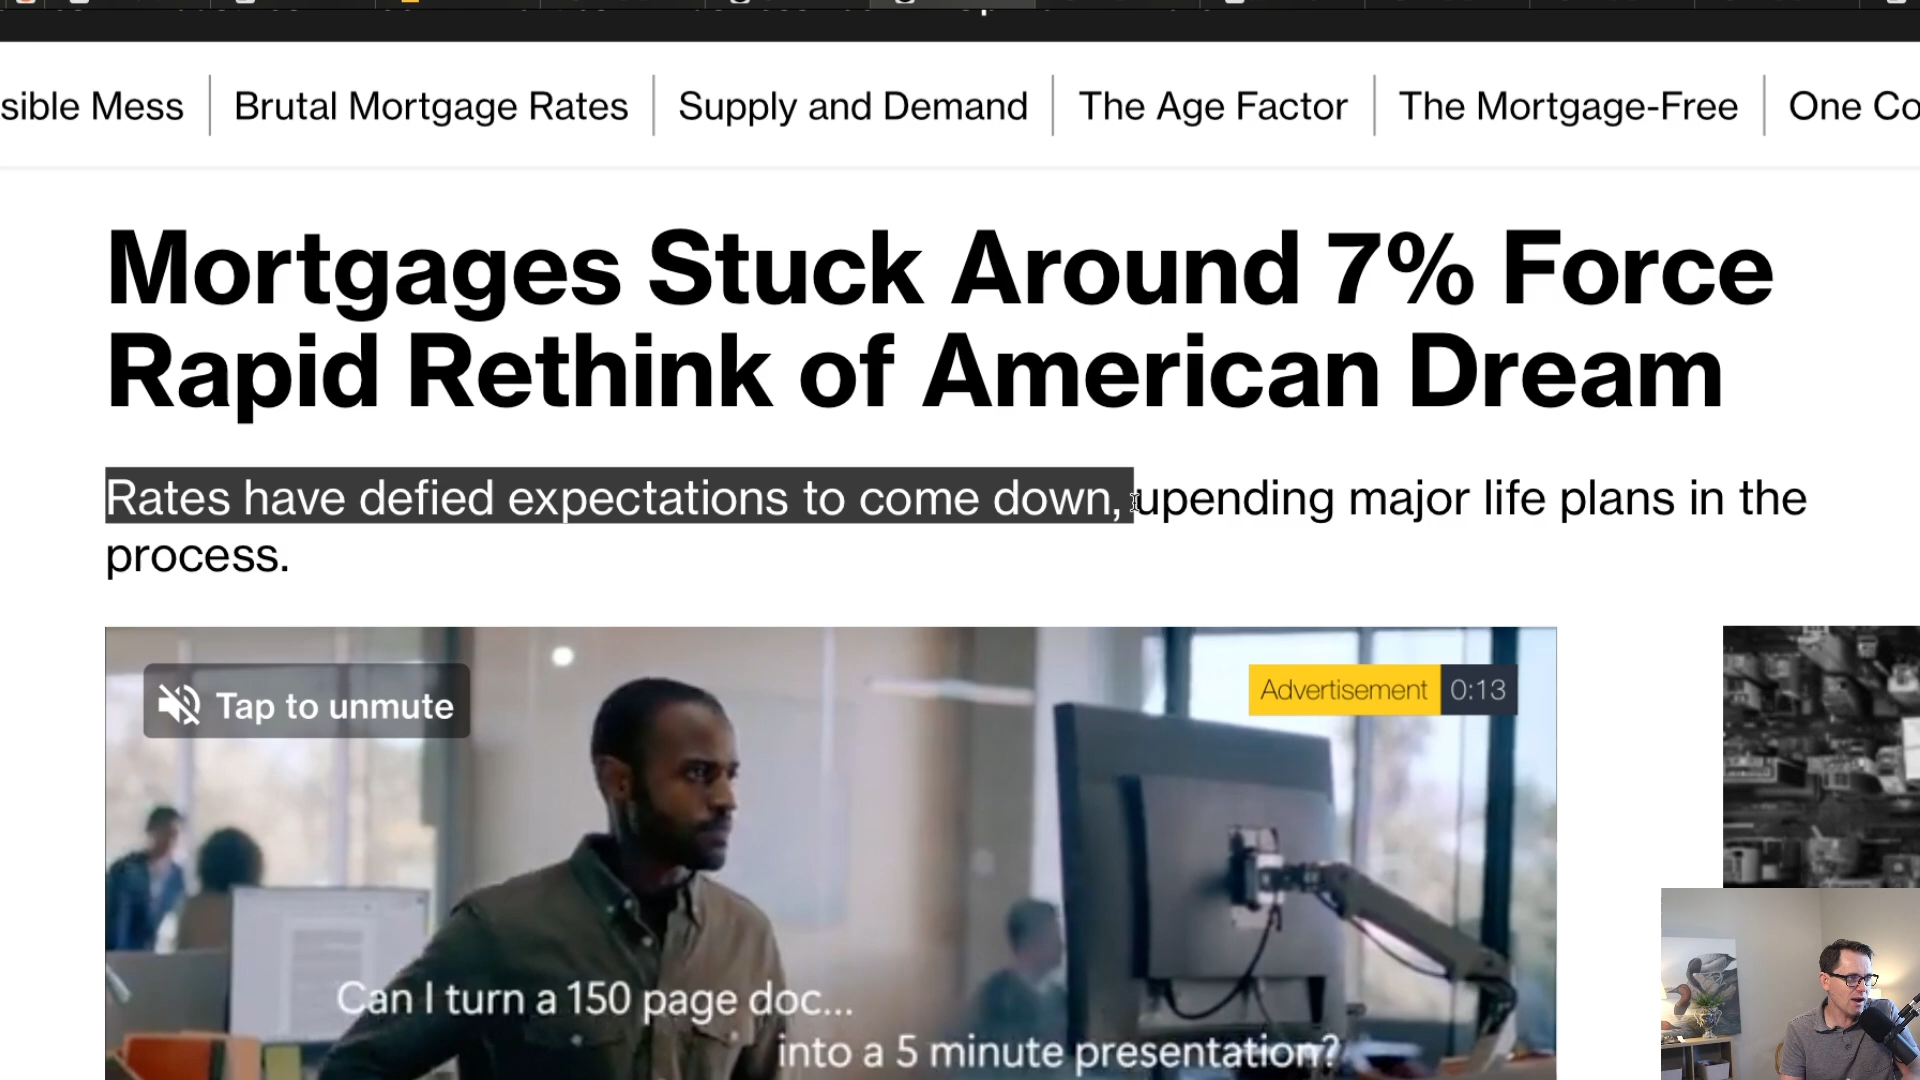 sible Mess
Brutal Mortgage Rates
Supply and Demand
The Age Factor
The Mortgage-Free
One Co
Mortgages Stuck Around 7% Force
Rapid Rethink of American Dream
Rates have defied expectations to come down, upending major life plans in the
process.
Tap to unmute
Advertisement 0:13
Can I turn a 150 page doc...
into a 5 minute presentation?